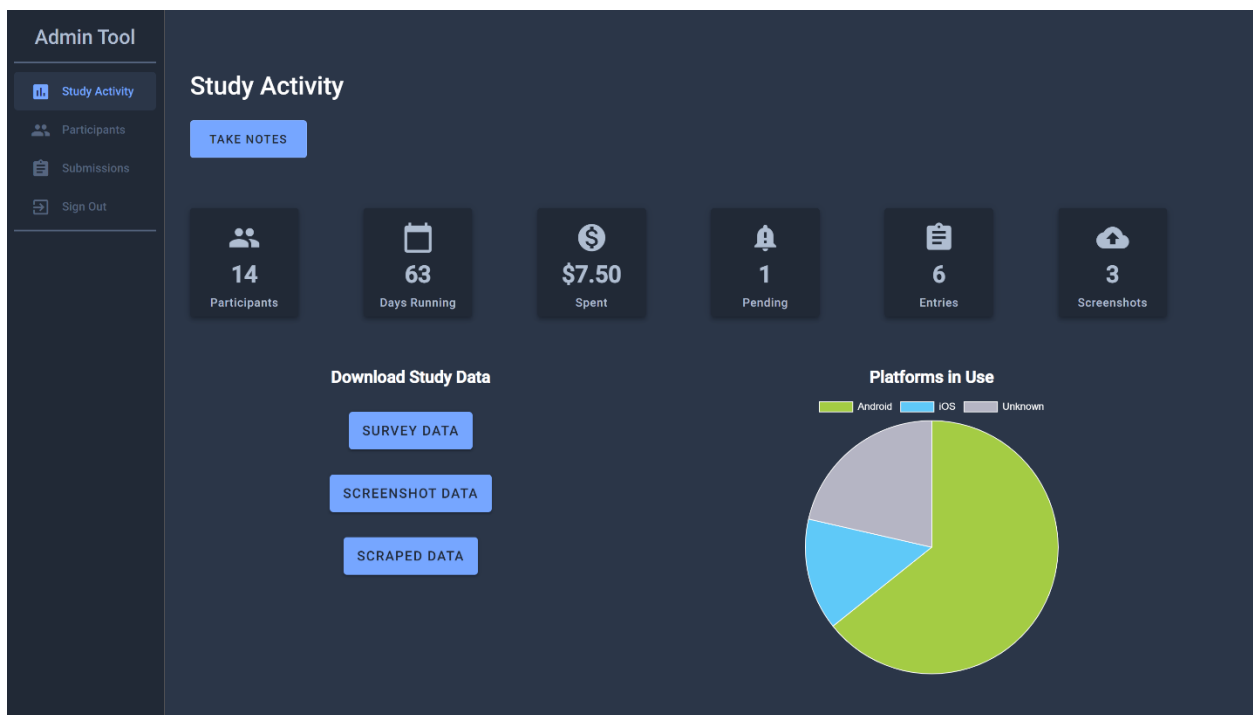 Admin Tool
Study Activity
Participants
Submissions
Sign Out
Study Activity
TAKE NOTES
14
Participants
63
Days Running
$7.50
Spent
1
Pending
6
Entries
3
Screenshots
Download Study Data
SURVEY DATA
SCREENSHOT DATA
SCRAPED DATA
Platforms in Use
Android iOS Unknown